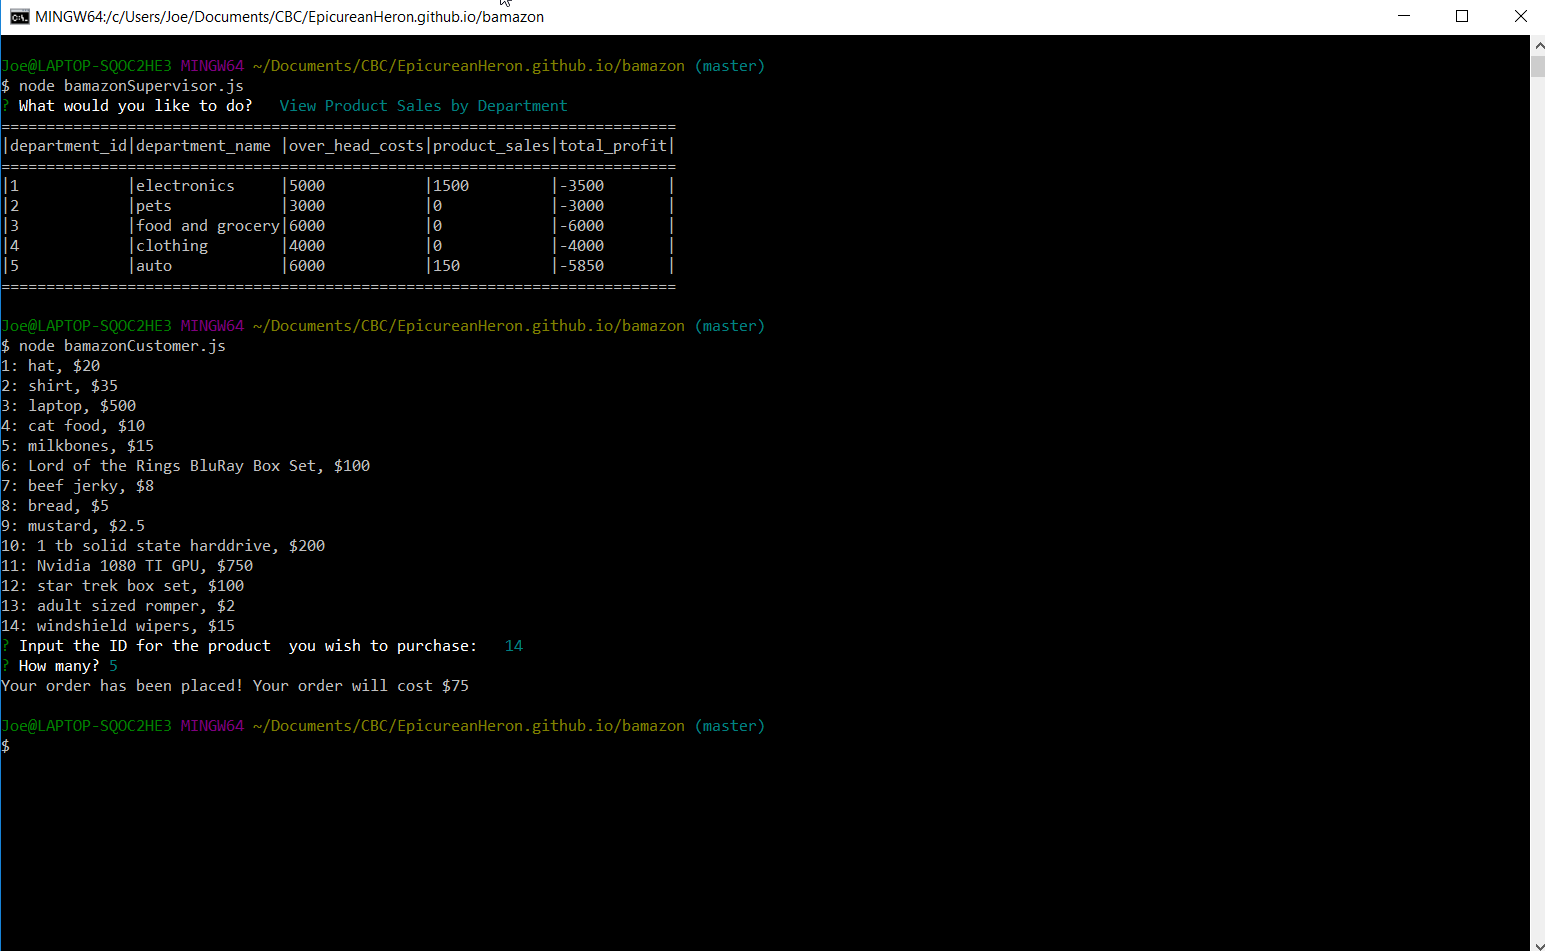 MINGW64:/c/Users/Joe/Documents/CBC/EpicureanHeron.github.io/bamazon
Joe@LAPTOP-SQOC2HE3 MINGW64 ~/Documents/CBC/EpicureanHeron.github.io/bamazon (master)
$ node bamazonSupervisor.js
? What would you like to do?   View Product Sales by Department
===========================================================================
|department_id|department_name |over_head_costs|product_sales|total_profit|
===========================================================================
|1            |electronics     |5000           |1500         |-3500       |
|2            |pets            |3000           |0            |-3000       |
|3            |food and grocery|6000           |0            |-6000       |
|4            |clothing        |4000           |0            |-4000       |
|5            |auto            |6000           |150          |-5850       |
===========================================================================
Joe@LAPTOP-SQOC2HE3 MINGW64 ~/Documents/CBC/EpicureanHeron.github.io/bamazon (master)
$ node bamazonCustomer.js
1: hat, $20
2: shirt, $35
3: laptop, $500
4: cat food, $10
5: milkbones, $15
6: Lord of the Rings BluRay Box Set, $100
7: beef jerky, $8
8: bread, $5
9: mustard, $2.5
10: 1 tb solid state harddrive, $200
11: Nvidia 1080 TI GPU, $750
12: star trek box set, $100
13: adult sized romper, $2
14: windshield wipers, $15
? Input the ID for the product  you wish to purchase:   14
? How many? 5
Your order has been placed! Your order will cost $75
Joe@LAPTOP-SQOC2HE3 MINGW64 ~/Documents/CBC/EpicureanHeron.github.io/bamazon (master)
$